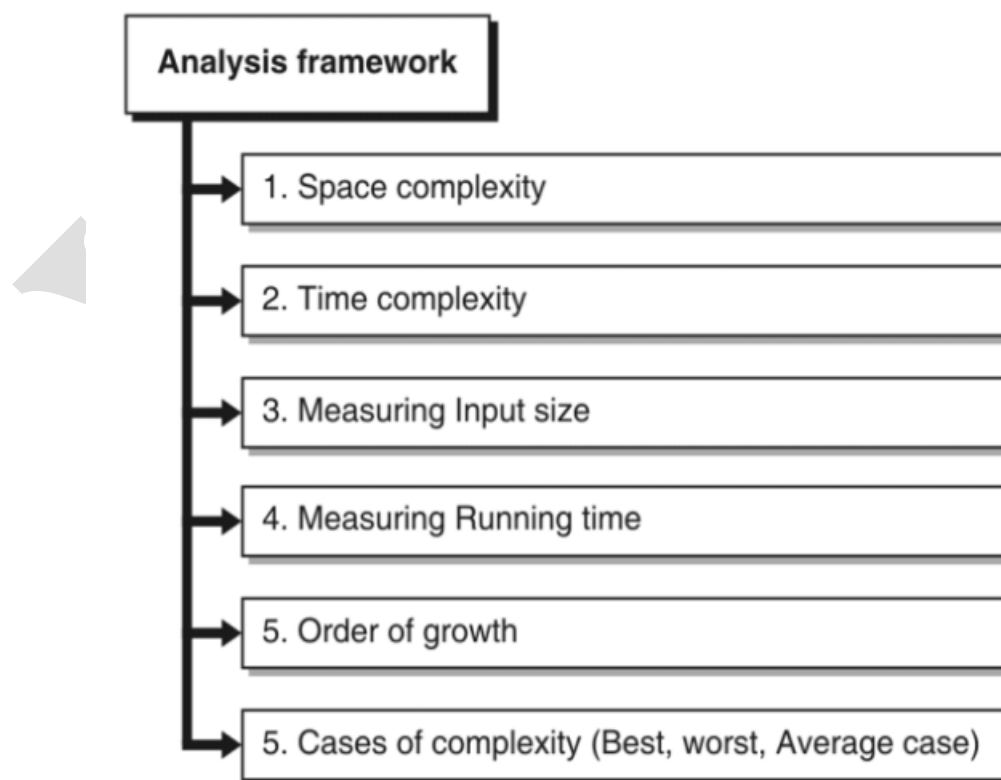 Analysis framework
1. Space complexity
2. Time complexity
3. Measuring Input size
4. Measuring Running time
5. Order of growth
5. Cases of complexity (Best, worst, Average case)